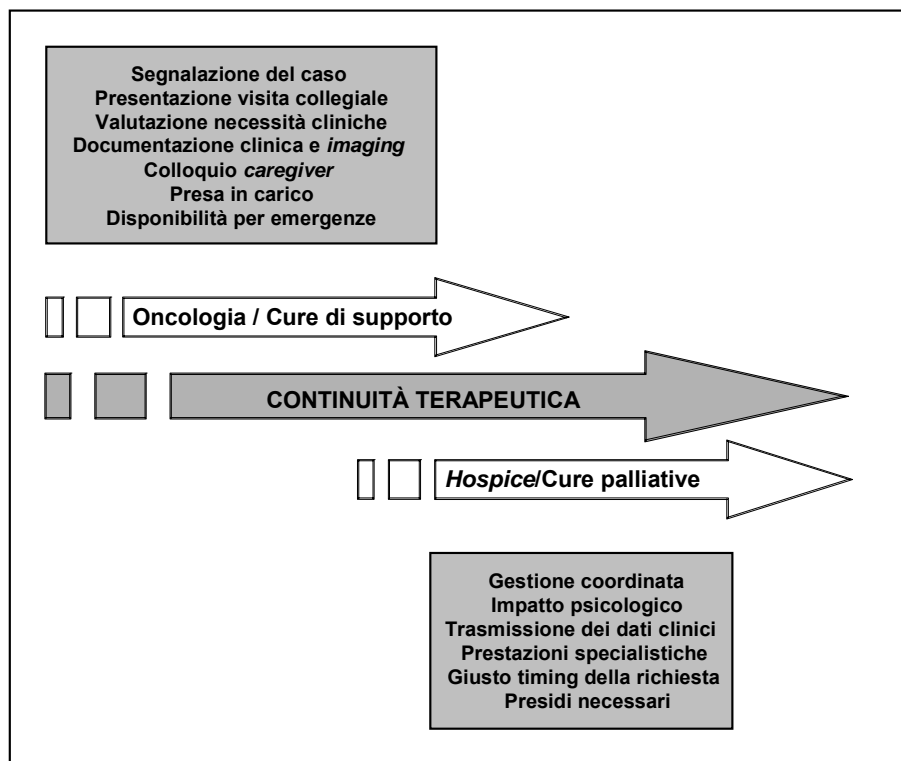 Segnalazione del caso
Presentazione visita collegiale
Valutazione necessità cliniche
Documentazione clinica e imaging
Colloquio caregiver
Presa in carico
Disponibilità per emergenze
Oncologia / Cure di supporto
CONTINUITÀ TERAPEUTICA
Hospice/Cure palliative
Gestione coordinata
Impatto psicologico
Trasmissione dei dati clinici
Prestazioni specialistiche
Giusto timing della richiesta
Presidi necessari